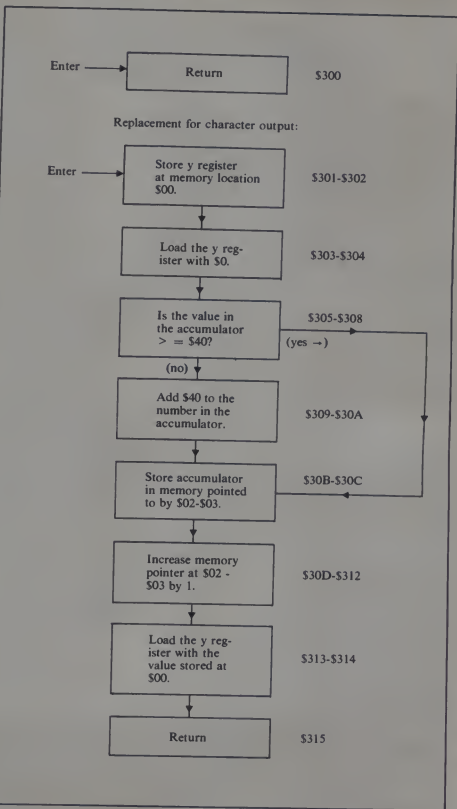 Enter
Return
$300
Replacement for character output:
Enter
Store y register
at memory location
$00.
$301-$302
Load the y reg-
ister with $0.
$303-$304
Is the value in
the accumulator
> = $40?
$305-$308
(yes →)
(no)
Add $40 to the
number in the
accumulator.
$309-$30A
Store accumulator
in memory pointed
to by $02-$03.
$30B-$30C
Increase memory
pointer at $02 -
$03 by 1.
$30D-$312
Load the y reg-
ister with the
value stored at
$00.
$313-$314
Return
$315